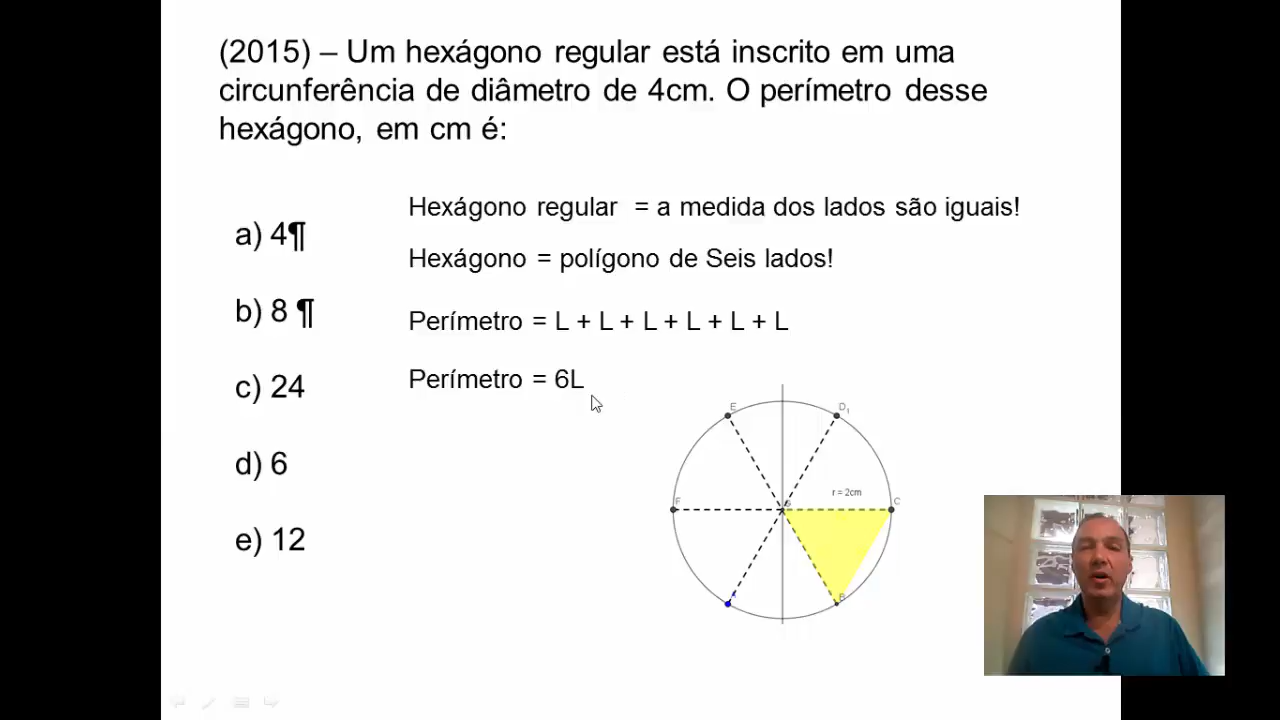 (2015) – Um hexágono regular está inscrito em uma
circunferência de diâmetro de 4cm. O perímetro desse
hexágono, em cm é:
Hexágono regular = a medida dos lados são iguais!
a) 4¶
Hexágono = polígono de Seis lados!
b) 8 ¶
Perímetro = L + L + L + L + L + L
c) 24
Perímetro = 6L
d) 6
e) 12
E
D₁
r = 2cm
F
C
B